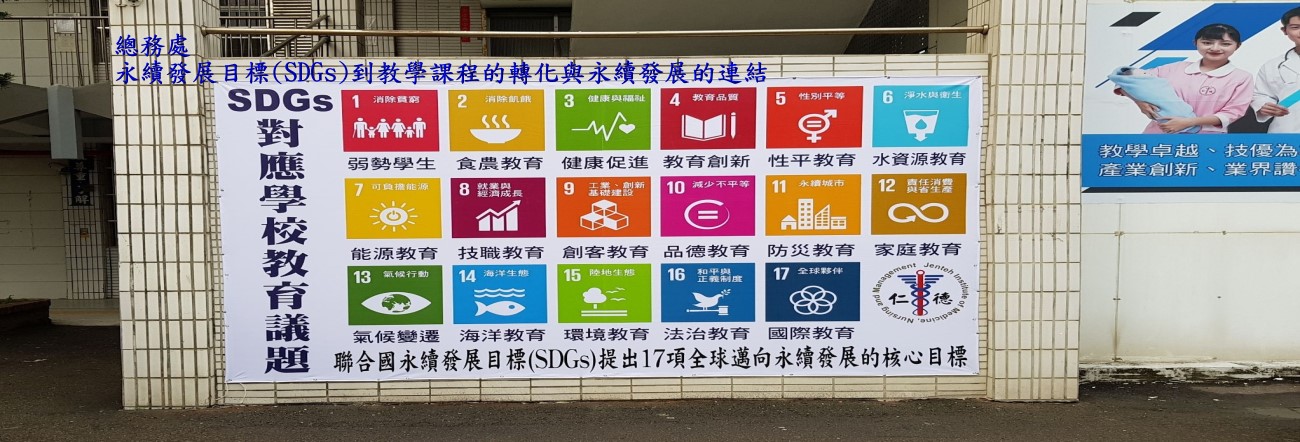 總務處
永續發展目標(SDGs)到教學課程的轉化與永續發展的連結
SDGs
對應學校教育議題
1 消除貧窮
弱勢學生
2 消除飢餓
食農教育
3 健康與福祉
健康促進
4 教育品質
教育創新
5 性別平等
性平教育
6 淨水與衛生
水資源教育
7 可負擔能源
能源教育
8 就業與
經濟成長
技職教育
9 工業、創新
基礎建設
創客教育
10 減少不平等
品德教育
11 永續城市
防災教育
12 責任消費
與省生產
家庭教育
13 氣候行動
氣候變遷
14 海洋生態
海洋教育
15 陸地生態
環境教育
16 和平與
正義制度
法治教育
17 全球夥伴
國際教育
Jenteh Institute of Medicine, Nursing and Management
仁德
聯合國永續發展目標(SDGs)提出17項全球邁向永續發展的核心目標
教學卓越、技優為
產業創新、業界讚